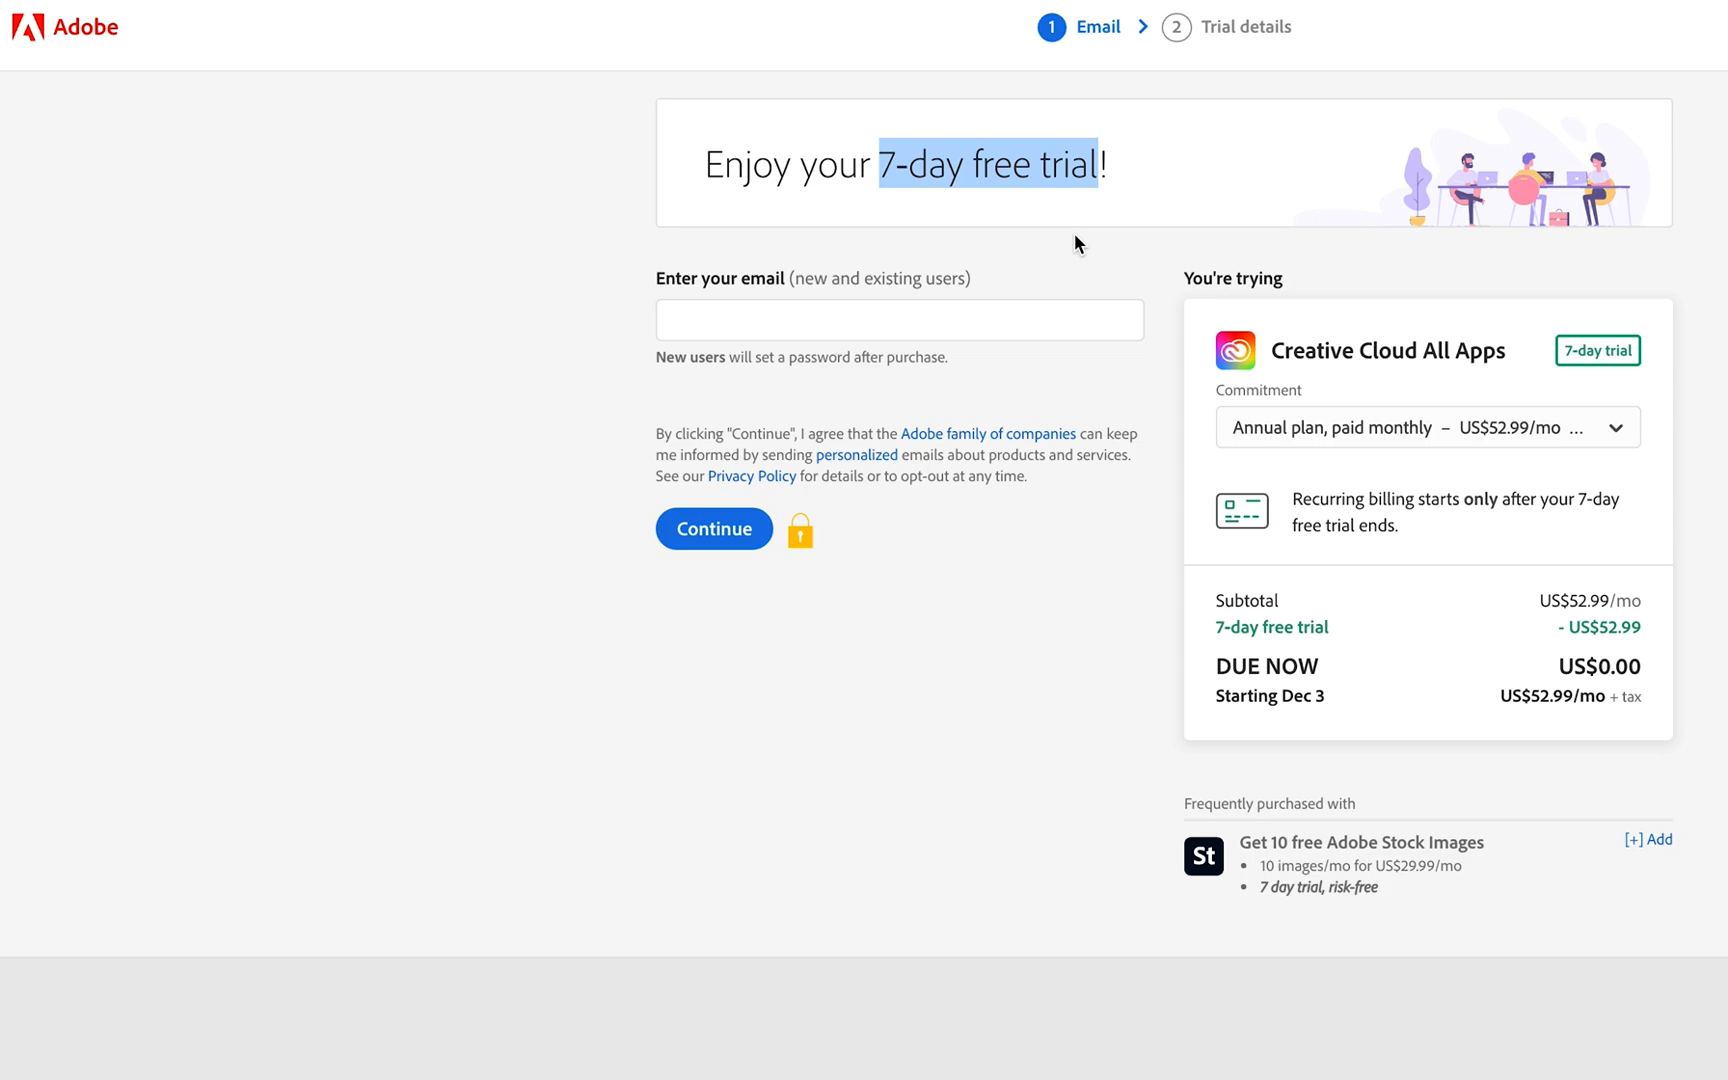 Adobe
1 Email 2 Trial details
Enjoy your 7-day free trial!
Enter your email (new and existing users)
New users will set a password after purchase.
By clicking "Continue", I agree that the Adobe family of companies can keep
me informed by sending personalized emails about products and services.
See our Privacy Policy for details or to opt-out at any time.
Continue
You're trying
Creative Cloud All Apps 7-day trial
Commitment
Annual plan, paid monthly – US$52.99/mo ...
Recurring billing starts only after your 7-day
free trial ends.
Subtotal US$52.99/mo
7-day free trial - US$52.99
DUE NOW US$0.00
Starting Dec 3 US$52.99/mo + tax
Frequently purchased with
St Get 10 free Adobe Stock Images [+] Add
• 10 images/mo for US$29.99/mo
• 7 day trial, risk-free